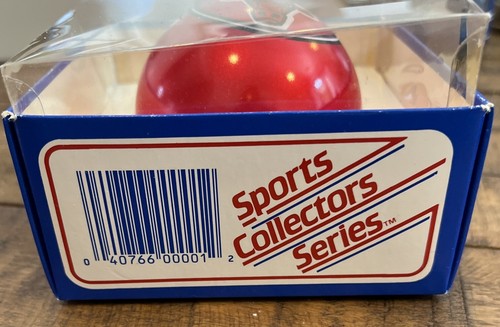 Sports
Collectors
Series™
0 40766 00001 2